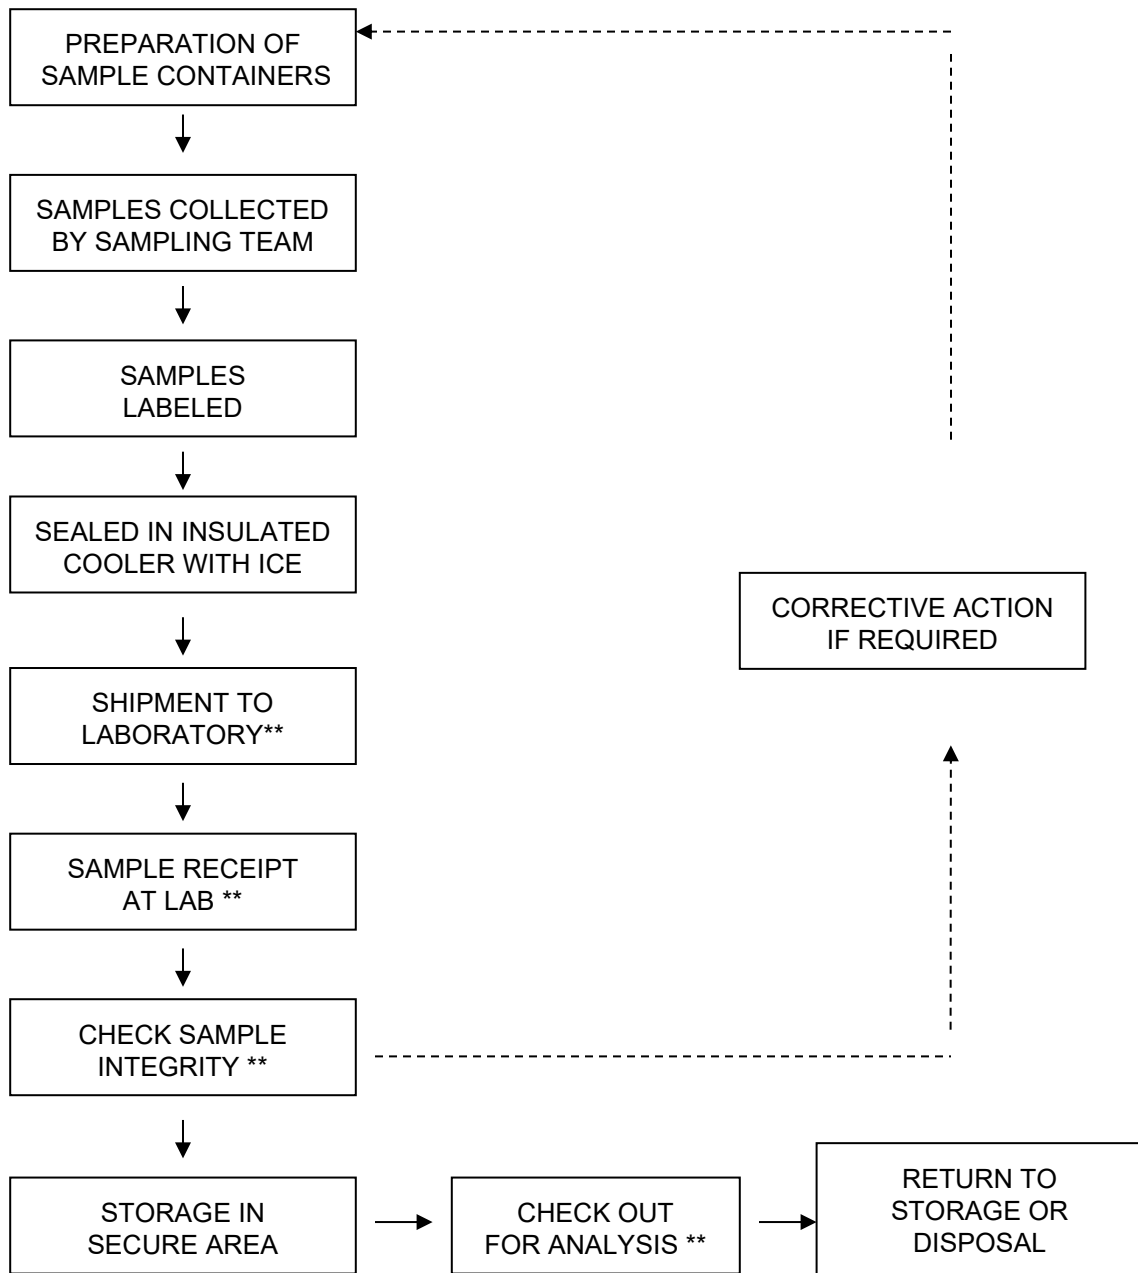 PREPARATION OF
SAMPLE CONTAINERS
SAMPLES COLLECTED
BY SAMPLING TEAM
SAMPLES
LABELED
SEALED IN INSULATED
COOLER WITH ICE
CORRECTIVE ACTION
IF REQUIRED
SHIPMENT TO
LABORATORY**
SAMPLE RECEIPT
AT LAB **
CHECK SAMPLE
INTEGRITY **
STORAGE IN
SECURE AREA
CHECK OUT
FOR ANALYSIS **
RETURN TO
STORAGE OR
DISPOSAL